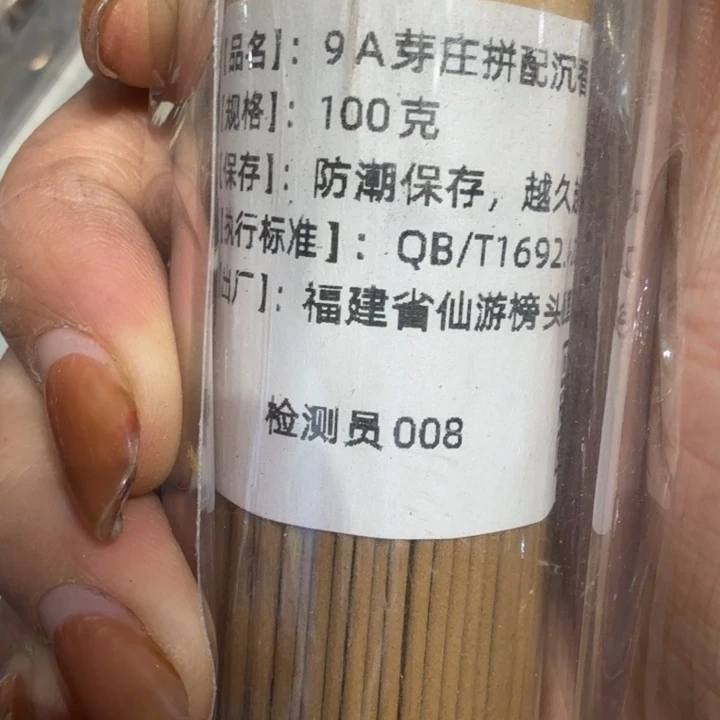 【品名】：9A芽庄拼配沉香
【规格】：100克
【保存】：防潮保存，越久越
【执行标准】：QB/T1692.
【出厂】：福建省仙游榜头
检测员008